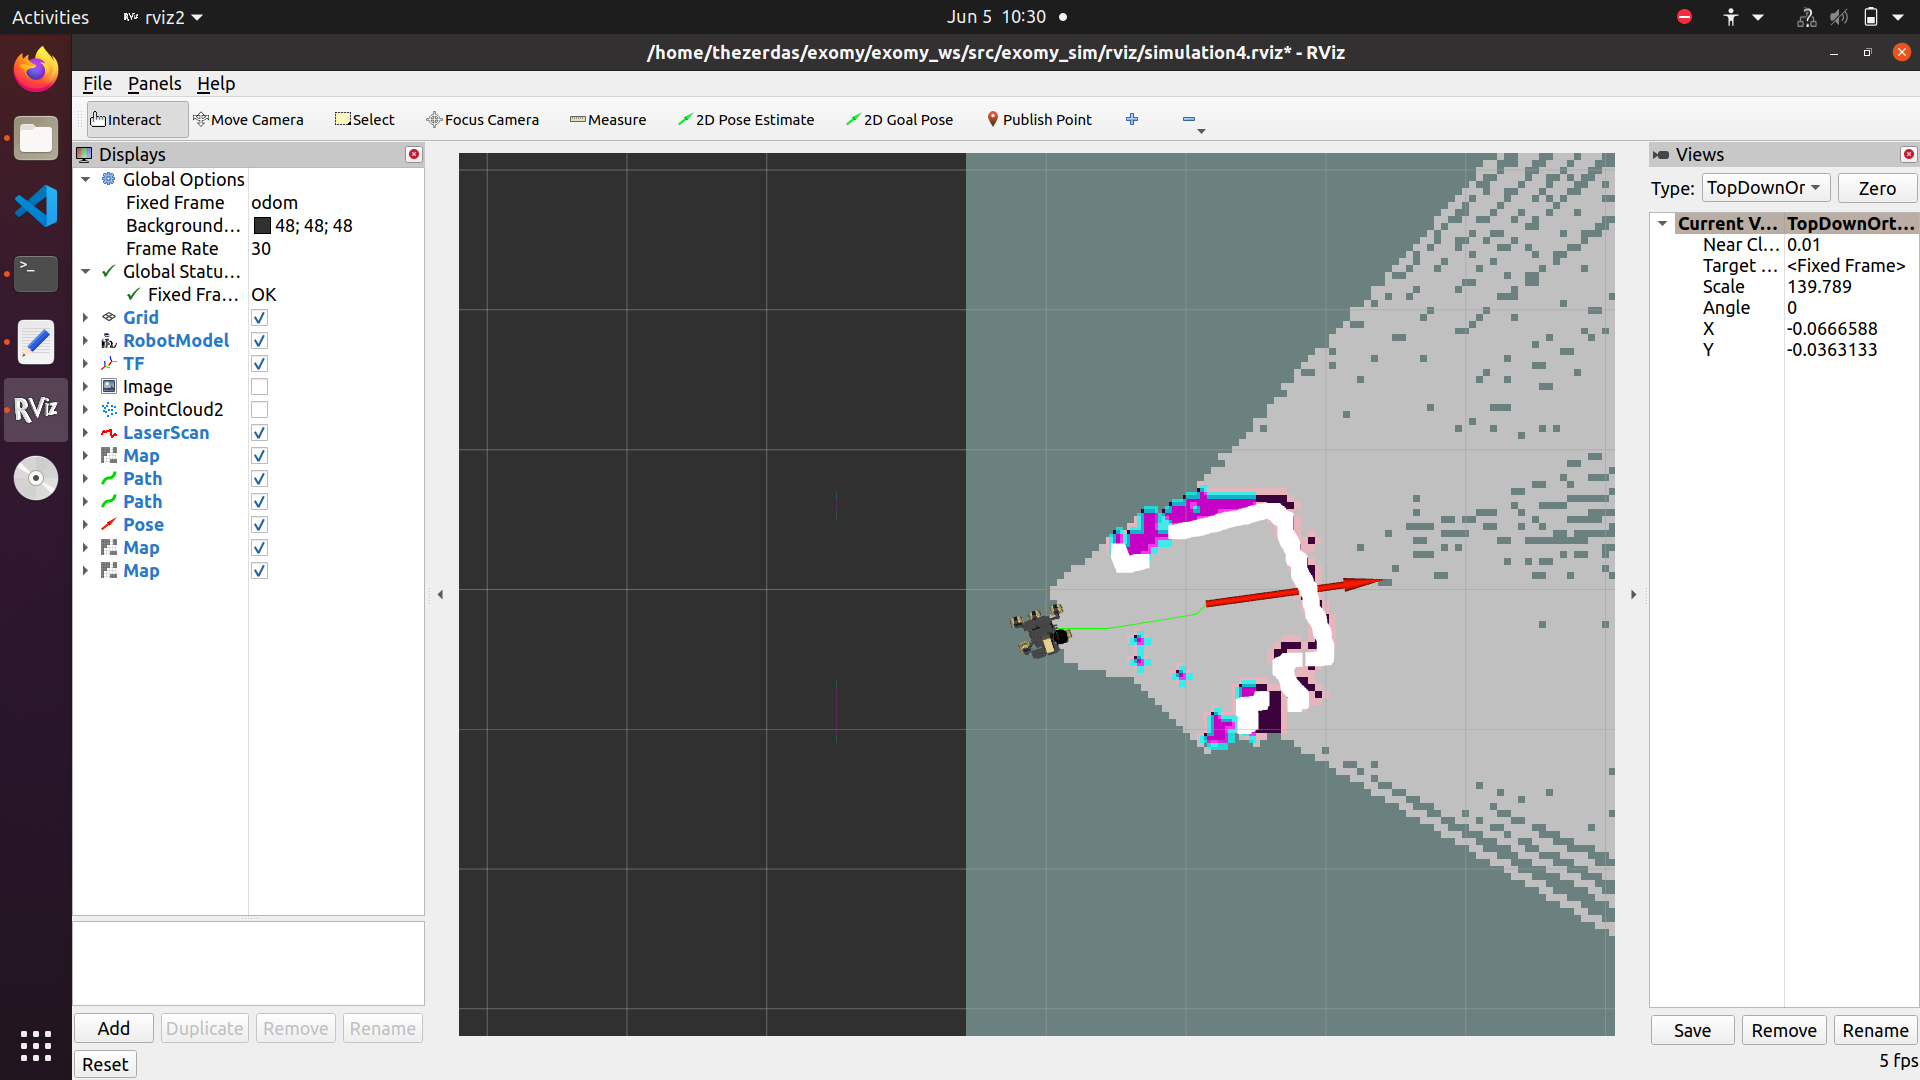 Activities
RViz rviz2
Jun 5 10:30
/home/thezerdas/exomy/exomy_ws/src/exomy_sim/rviz/simulation4.rviz* - RViz
File Panels Help
Interact Move Camera Select Focus Camera Measure 2D Pose Estimate 2D Goal Pose Publish Point
Displays
Global Options
Fixed Frame odom
Background... 48; 48; 48
Frame Rate 30
Global Statu...
Fixed Fra... OK
Grid
RobotModel
TF
Image
PointCloud2
LaserScan
Map
Path
Path
Pose
Map
Map
Add Duplicate Remove Rename
Reset
Views
Type: TopDownOr Zero
Current V... TopDownOrt...
Near Cl... 0.01
Target ... <Fixed Frame>
Scale 139.789
Angle 0
X -0.0666588
Y -0.0363133
Save Remove Rename
5 fps
>_
RViz